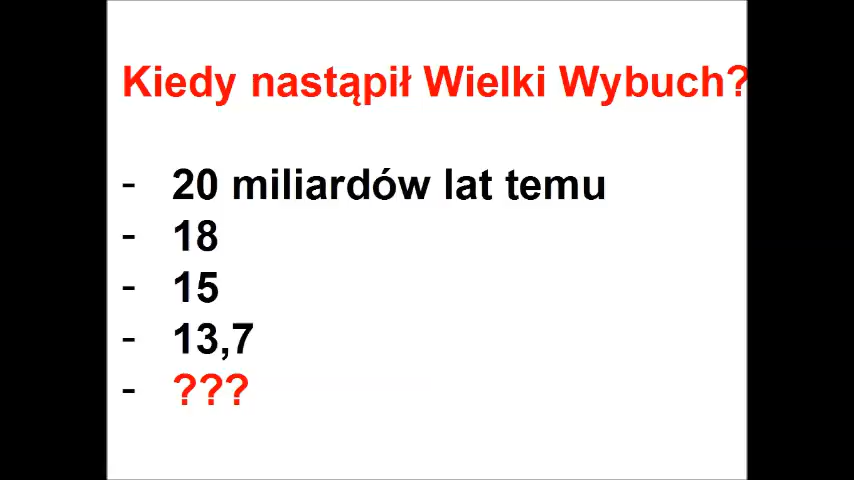 Kiedy nastąpił Wielki Wybuch?
- 20 miliardów lat temu
- 18
- 15
- 13,7
- ???